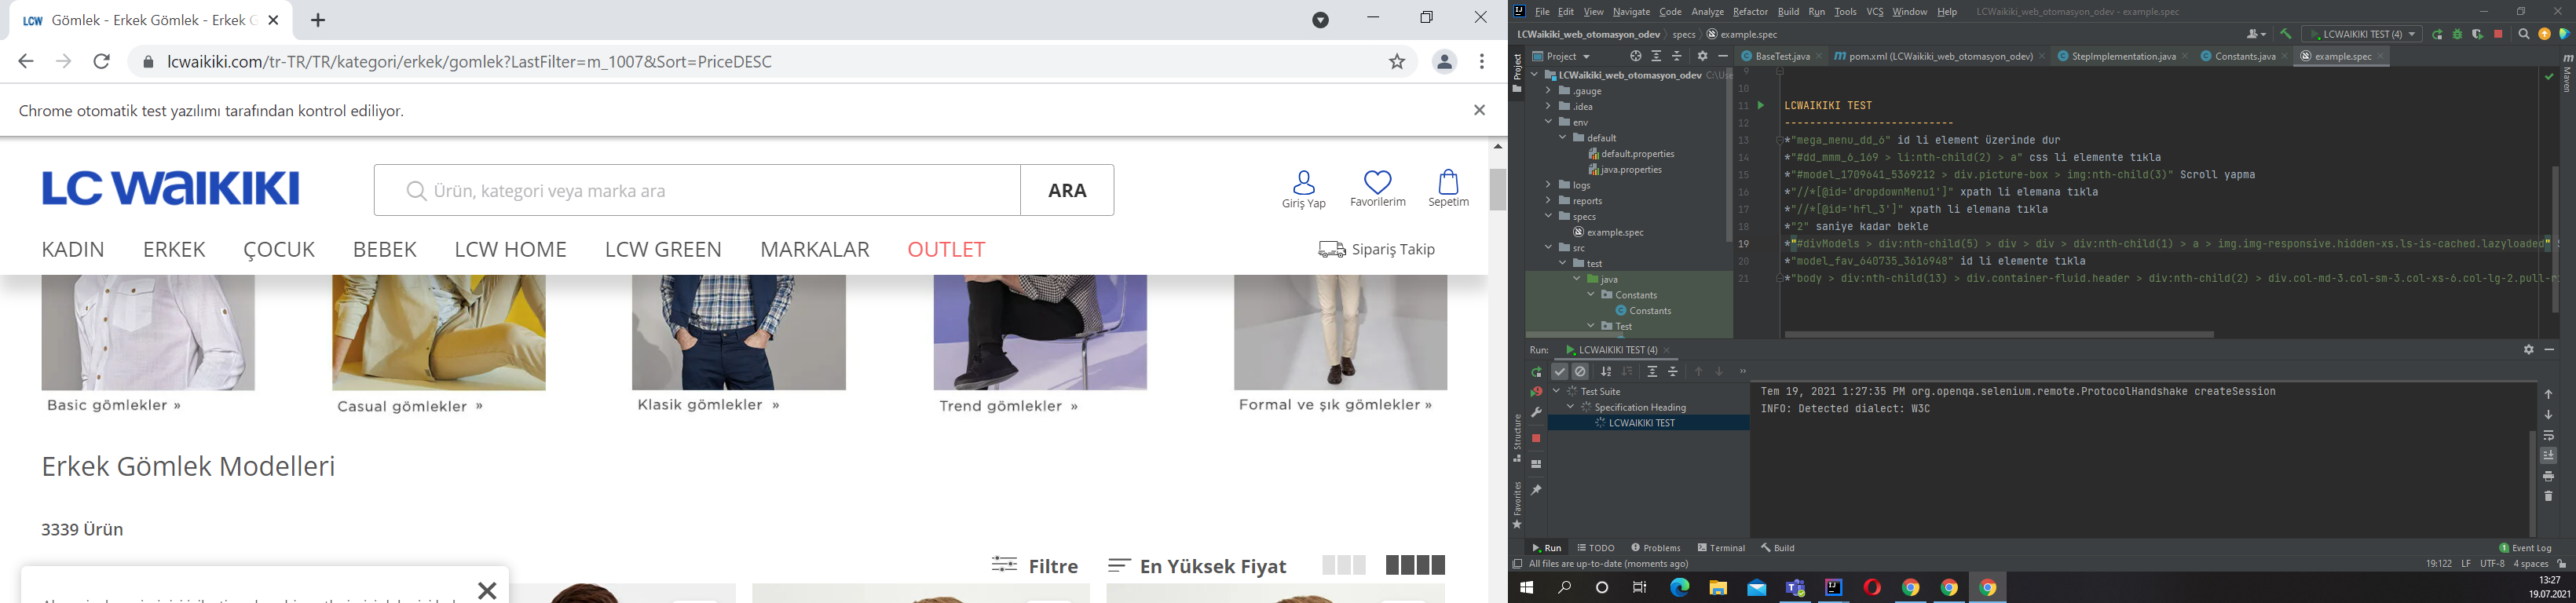 LCW Gömlek - Erkek Gömlek - Erkek G
lcwaikiki.com/tr-TR/TR/kategori/erkek/gomlek?LastFilter=m_1007&Sort=PriceDESC
Chrome otomatik test yazılımı tarafından kontrol ediliyor.
LC WAIKIKI
Ürün, kategori veya marka ara
ARA
Giriş Yap
Favorilerim
Sepetim
KADIN ERKEK ÇOCUK BEBEK LCW HOME LCW GREEN MARKALAR OUTLET
Sipariş Takip
Basic gömlekler »
Casual gömlekler »
Klasik gömlekler »
Trend gömlekler »
Formal ve şık gömlekler »
Erkek Gömlek Modelleri
3339 Ürün
Filtre
En Yüksek Fiyat
File Edit View Navigate Code Analyze Refactor Build Run Tools VCS Window Help LCWaikiki_web_otomasyon_odev - example.spec
LCWaikiki_web_otomasyon_odev specs example.spec
LCWAIKIKI TEST (4)
Project
BaseTest.java pom.xml (LCWaikiki_web_otomasyon_odev) StepImplementation.java Constants.java example.spec
Project
Maven
LCWaikiki_web_otomasyon_odev C:\Use
.gauge
.idea
env
default
default.properties
java.properties
logs
reports
specs
example.spec
src
test
java
Constants
Constants
Test
9
10
11 LCWAIKIKI TEST
12 ---------------------------
13 *"mega_menu_dd_6" id li element üzerinde dur
14 *"#dd_mmm_6_169 > li:nth-child(2) > a" css li elemente tıkla
15 *"#model_1709641_5369212 > div.picture-box > img:nth-child(3)" Scroll yapma
16 *"//*[@id='dropdownMenu1']" xpath li elemana tıkla
17 *"//*[@id='hfl_3']" xpath li elemana tıkla
18 *"2" saniye kadar bekle
19 *"#divModels > div:nth-child(5) > div > div > div:nth-child(1) > a > img.img-responsive.hidden-xs.ls-is-cached.lazyloaded"
20 *"model_fav_640735_3616948" id li elemente tıkla
21 *"body > div:nth-child(13) > div.container-fluid.header > div:nth-child(2) > div.col-md-3.col-sm-3.col-xs-6.col-lg-2.pull-r
Run: LCWAIKIKI TEST (4)
Test Suite
Specification Heading
LCWAIKIKI TEST
Tem 19, 2021 1:27:35 PM org.openqa.selenium.remote.ProtocolHandshake createSession
INFO: Detected dialect: W3C
Structure
Favorites
Run TODO Problems Terminal Build
1 Event Log
All files are up-to-date (moments ago)
19:122 LF UTF-8 4 spaces
13:27
19.07.2021